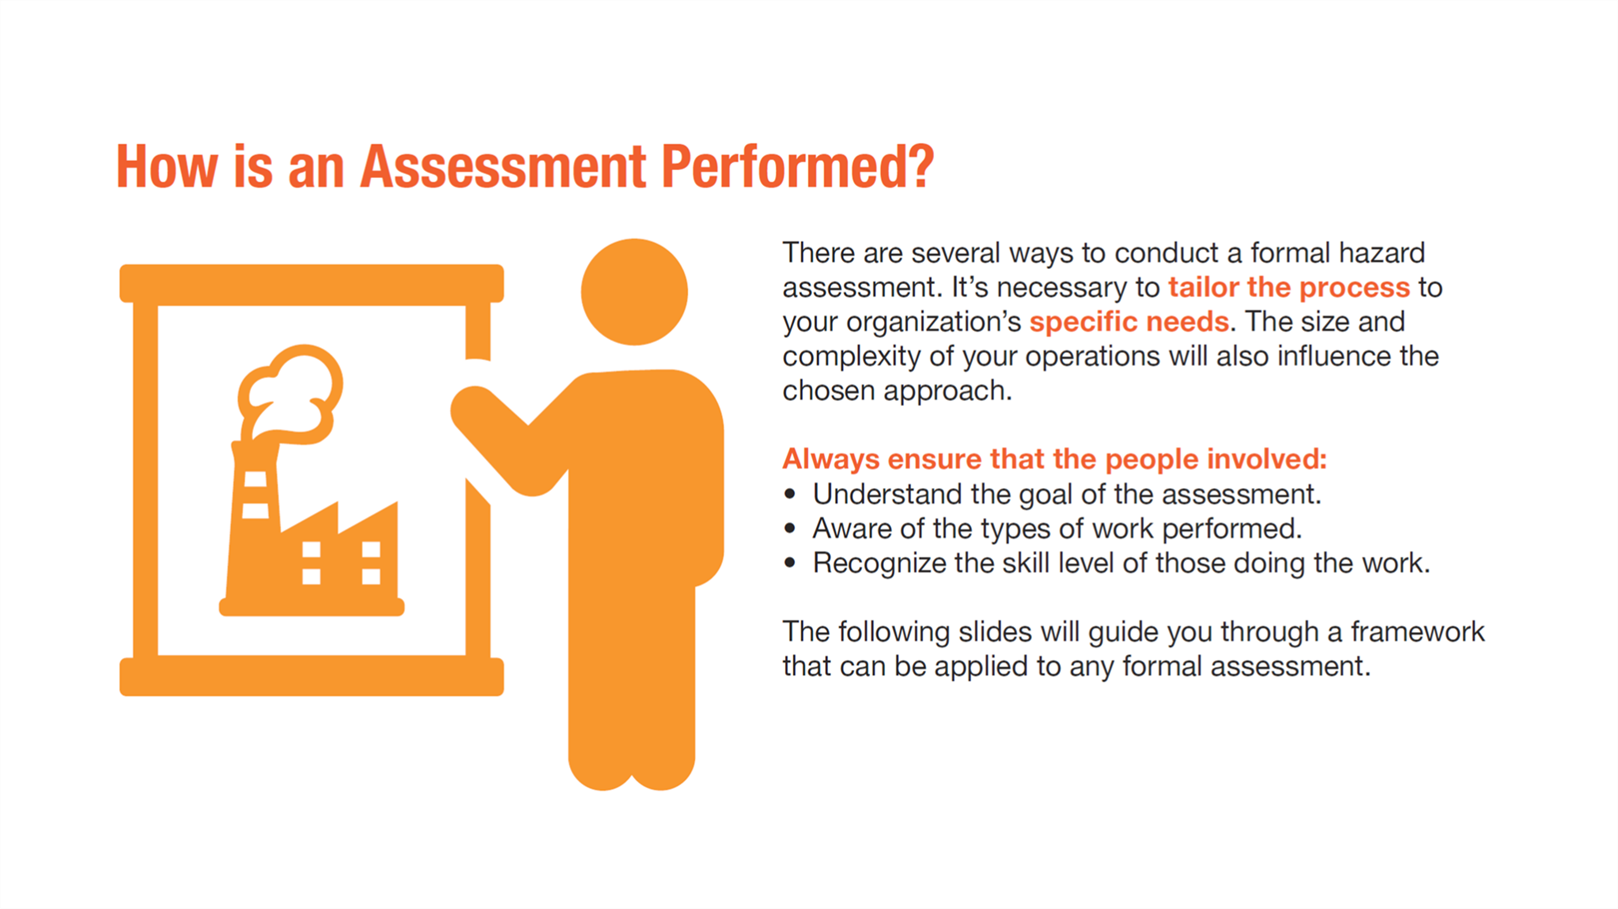 How is an Assessment Performed?
There are several ways to conduct a formal hazard
assessment. It’s necessary to tailor the process to
your organization’s specific needs. The size and
complexity of your operations will also influence the
chosen approach.
Always ensure that the people involved:
• Understand the goal of the assessment.
• Aware of the types of work performed.
• Recognize the skill level of those doing the work.
The following slides will guide you through a framework
that can be applied to any formal assessment.